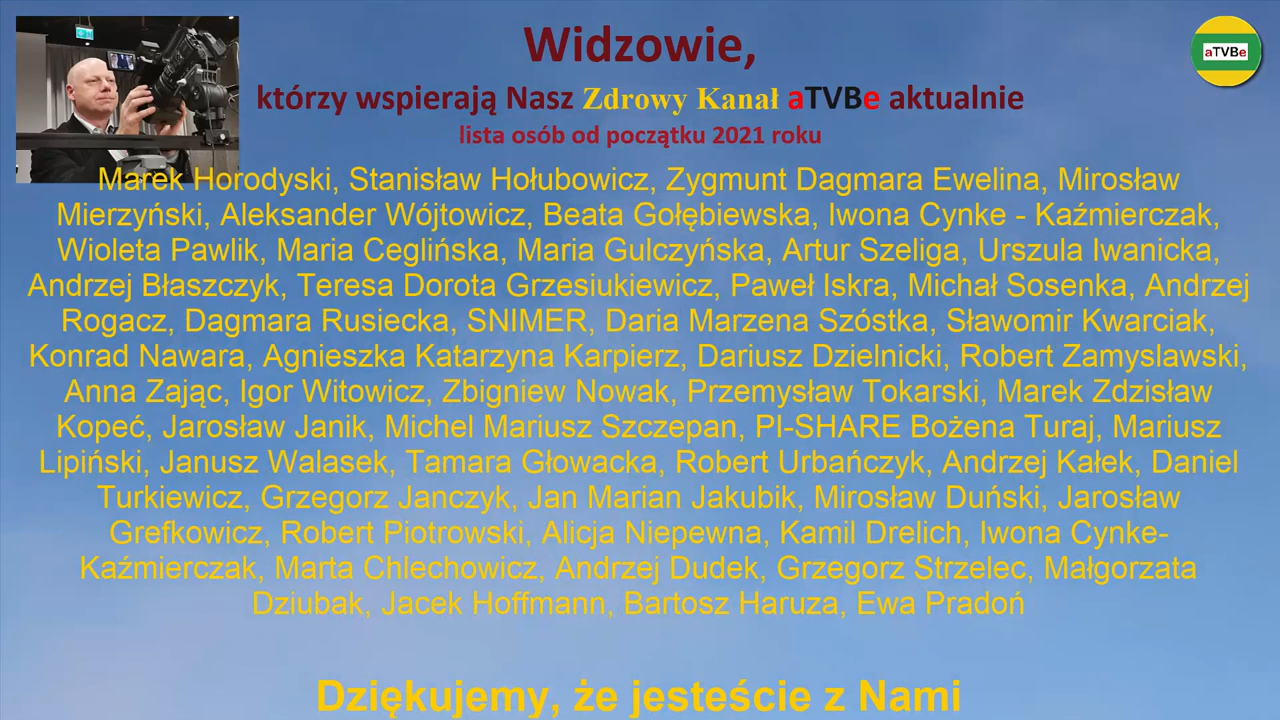 Widzowie,
którzy wspierają Nasz Zdrowy Kanał aTVBe aktualnie
lista osób od początku 2021 roku
aTVBe
Marek Horodyski, Stanisław Hołubowicz, Zygmunt Dagmara Ewelina, Mirosław
Mierzyński, Aleksander Wójtowicz, Beata Gołębiewska, Iwona Cynke - Kaźmierczak,
Wioleta Pawlik, Maria Ceglińska, Maria Gulczyńska, Artur Szeliga, Urszula Iwanicka,
Andrzej Błaszczyk, Teresa Dorota Grzesiukiewicz, Paweł Iskra, Michał Sosenka, Andrzej
Rogacz, Dagmara Rusiecka, SNIMER, Daria Marzena Szóstka, Sławomir Kwarciak,
Konrad Nawara, Agnieszka Katarzyna Karpierz, Dariusz Dzielnicki, Robert Zamyslawski,
Anna Zając, Igor Witowicz, Zbigniew Nowak, Przemysław Tokarski, Marek Zdzisław
Kopeć, Jarosław Janik, Michel Mariusz Szczepan, PI-SHARE Bożena Turaj, Mariusz
Lipiński, Janusz Walasek, Tamara Głowacka, Robert Urbańczyk, Andrzej Kałek, Daniel
Turkiewicz, Grzegorz Janczyk, Jan Marian Jakubik, Mirosław Duński, Jarosław
Grefkowicz, Robert Piotrowski, Alicja Niepewna, Kamil Drelich, Iwona Cynke-
Kaźmierczak, Marta Chlechowicz, Andrzej Dudek, Grzegorz Strzelec, Małgorzata
Dziubak, Jacek Hoffmann, Bartosz Haruza, Ewa Pradoń
Dziękujemy, że jesteście z Nami